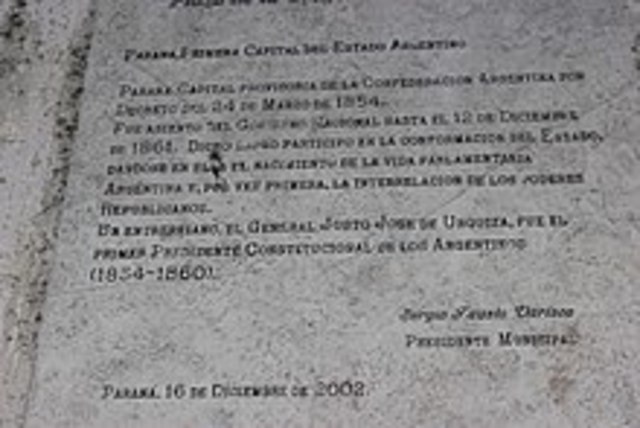 Paraná, Primera Capital del Estado Argentino
Paraná Capital provisoria de la Confederación Argentina por
Decreto del 24 de Marzo de 1854.
Fue asiento del Gobierno Nacional hasta el 12 de Diciembre
de 1861. Dicho lapso participó en la conformación del Estado,
dándose en ella el nacimiento de la vida parlamentaria
Argentina y, por vez primera, la interrelación de los poderes
Republicanos.
Un entrerriano, el General Justo José de Urquiza, fue el
primer Presidente Constitucional de los Argentinos
(1854-1860).
Sergio Fausto Varisco
Presidente Municipal
Paraná, 16 de Diciembre de 2002.